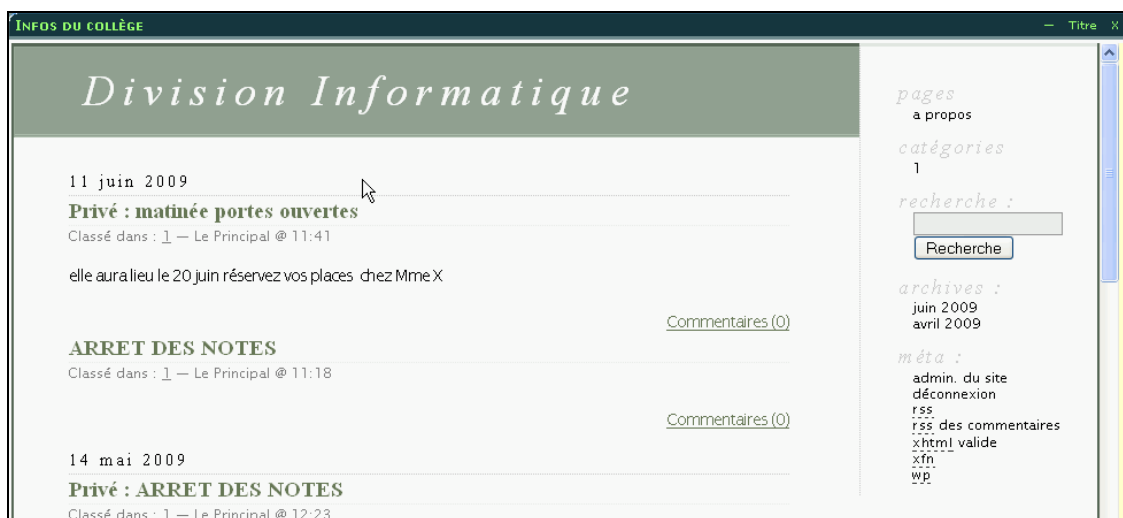 INFOS DU COLLÈGE
— Titre X
Division Informatique
11 juin 2009
Privé : matinée portes ouvertes
Classé dans : 1 — Le Principal @ 11:41
elle aura lieu le 20 juin réservez vos places chez Mme X
Commentaires (0)
ARRET DES NOTES
Classé dans : 1 — Le Principal @ 11:18
Commentaires (0)
14 mai 2009
Privé : ARRET DES NOTES
Classé dans : 1 — Le Principal @ 12:23
pages
a propos
catégories
1
recherche :
Recherche
archives :
juin 2009
avril 2009
méta :
admin. du site
déconnexion
rss
rss des commentaires
xhtml valide
xfn
wp